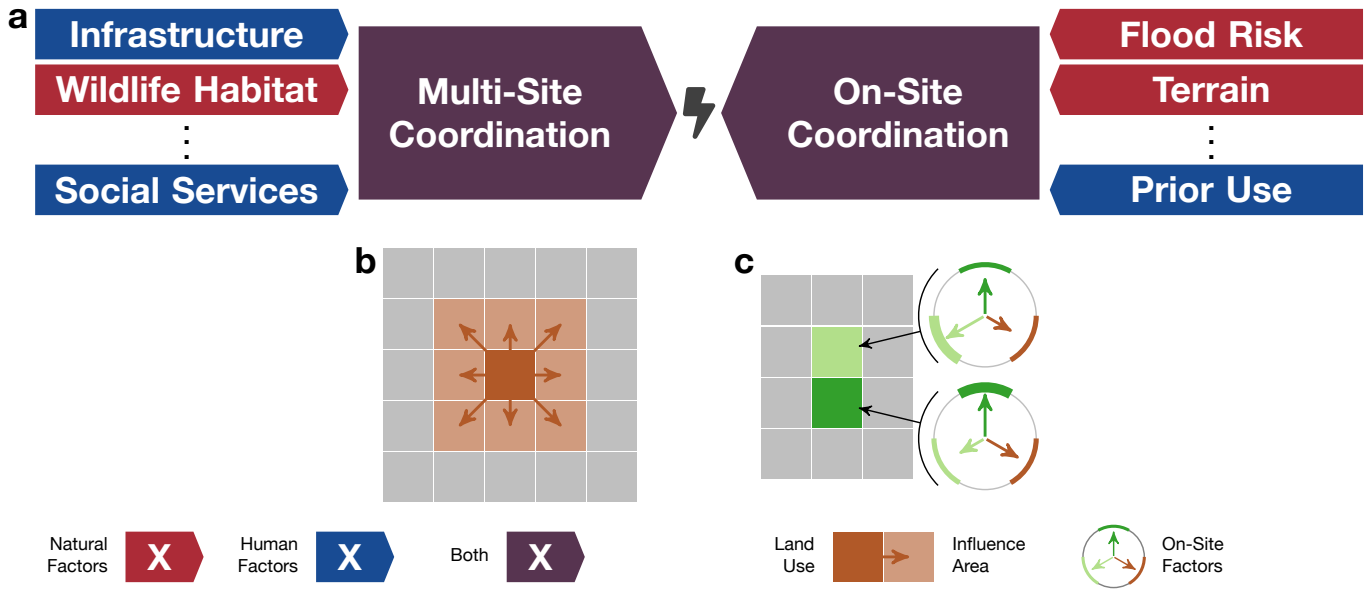 a
Infrastructure
Wildlife Habitat
Social Services
Multi-Site
Coordination
On-Site
Coordination
Flood Risk
Terrain
Prior Use
b
c
Natural
Factors
X
Human
Factors
X
Both
X
Land
Use
Influence
Area
On-Site
Factors